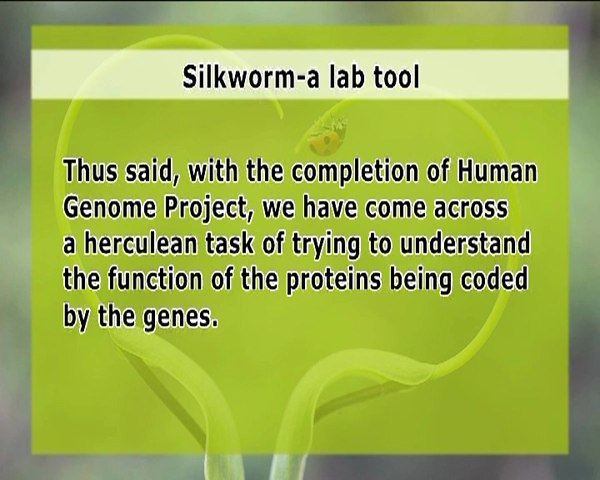 Silkworm-a lab tool
Thus said, with the completion of Human
Genome Project, we have come across
a herculean task of trying to understand
the function of the proteins being coded
by the genes.